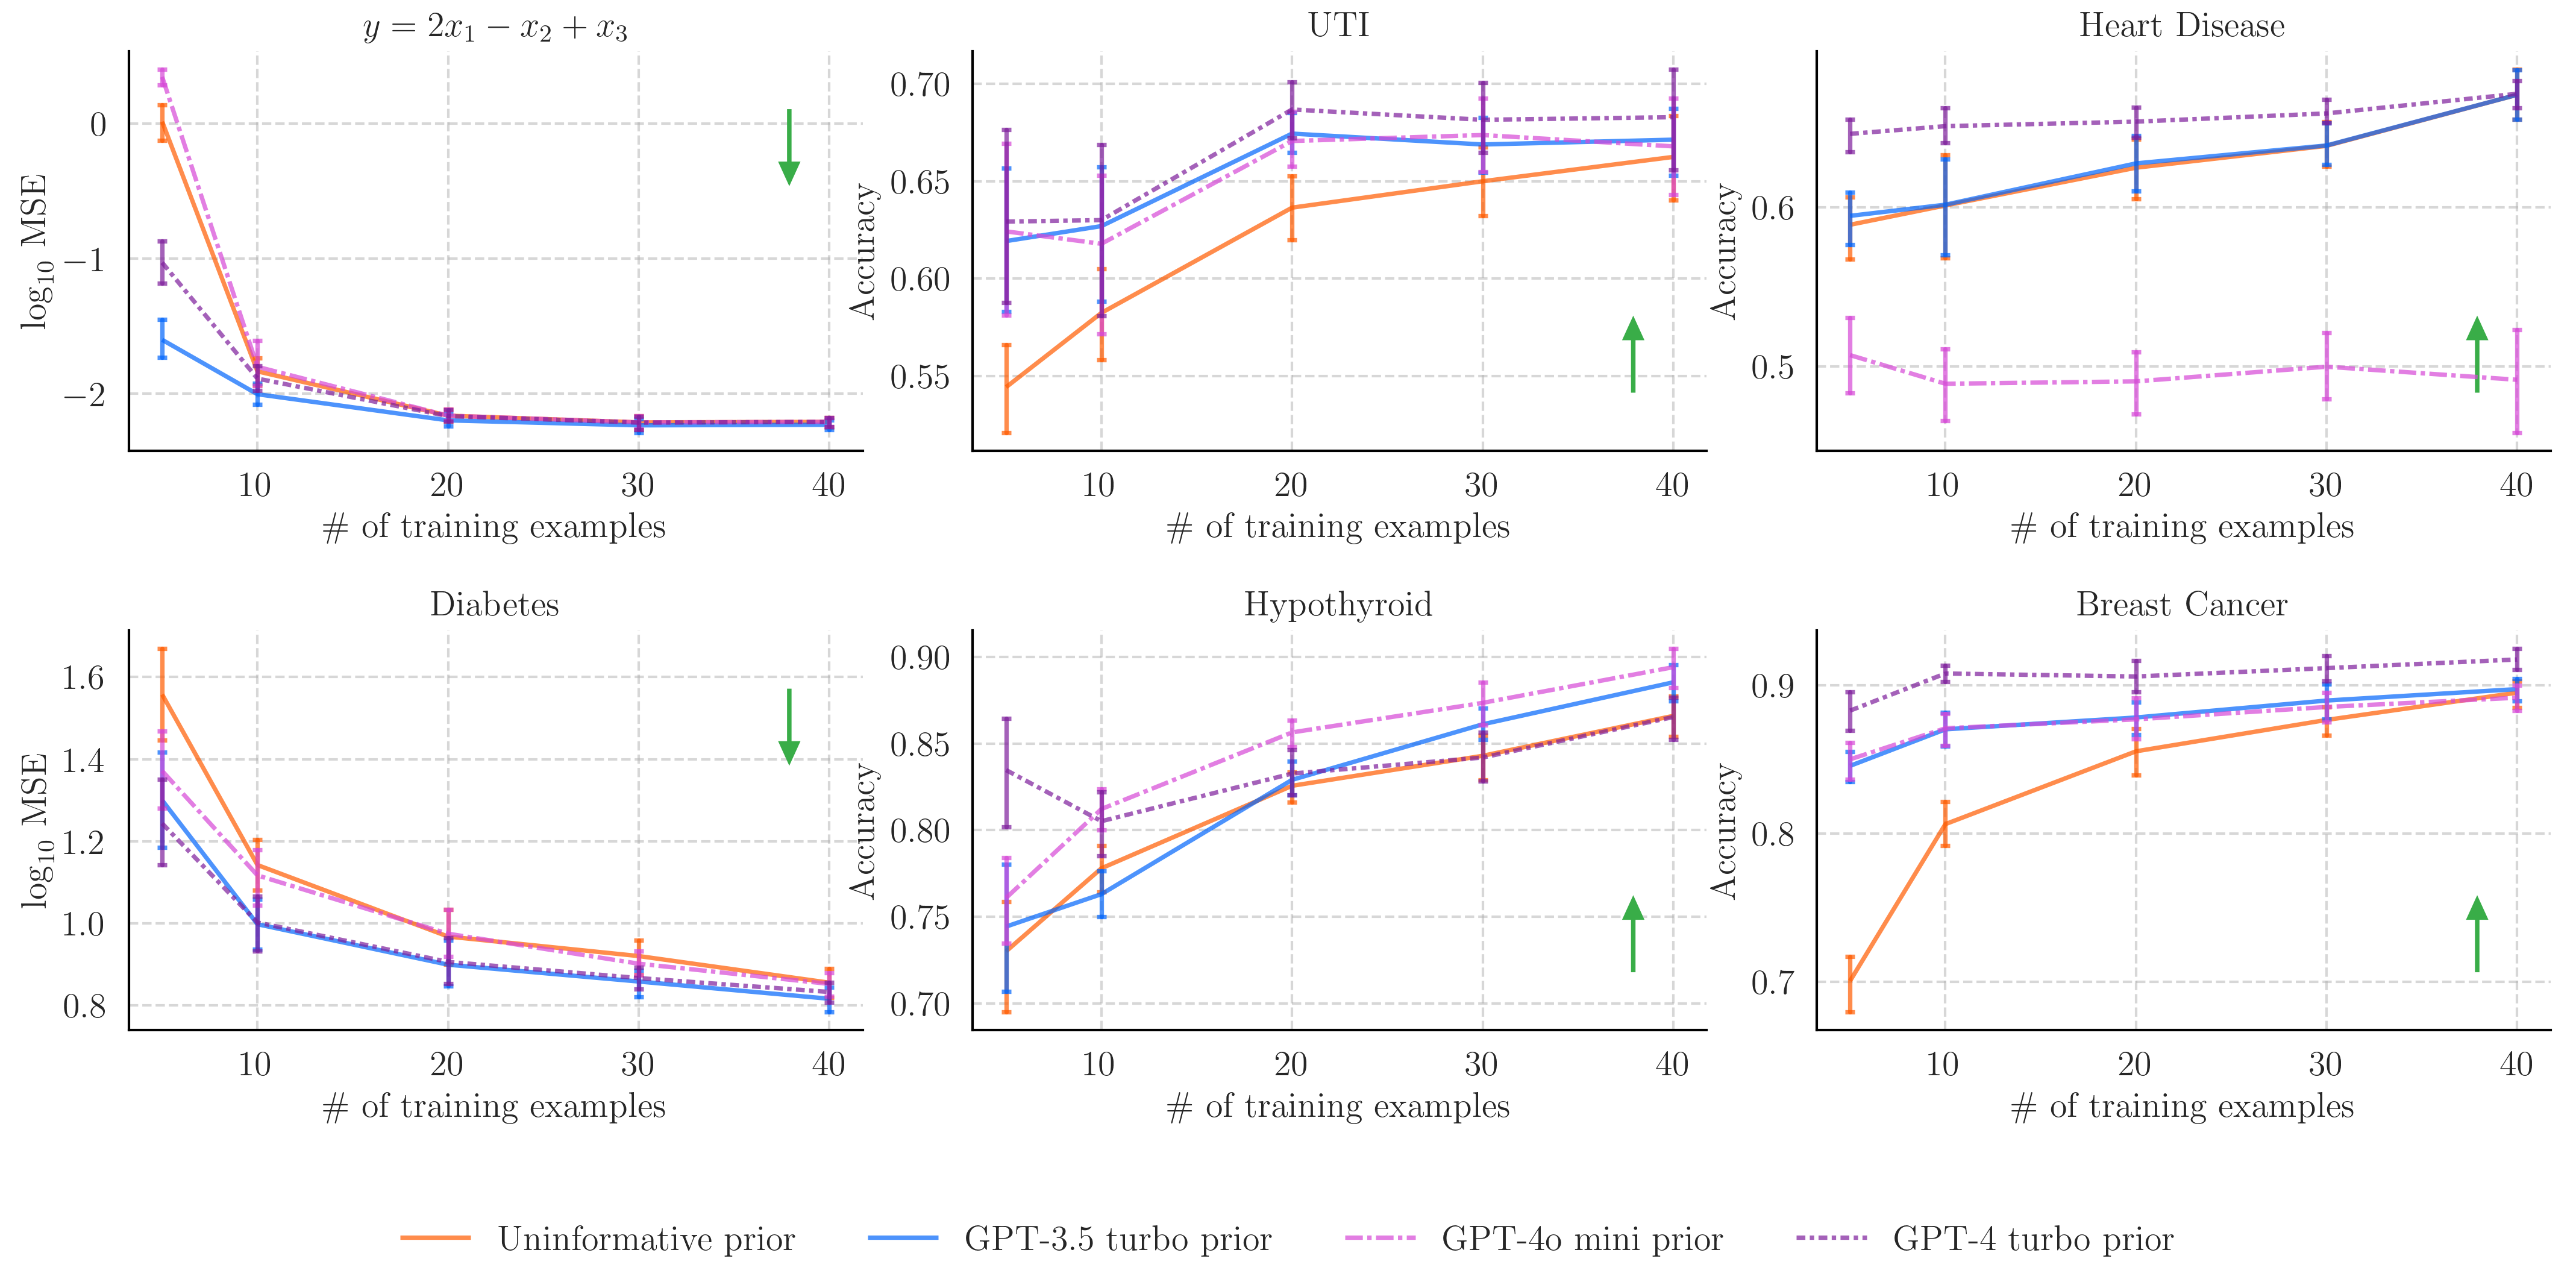 y = 2x₁ − x₂ + x₃
log₁₀ MSE
0
−1
−2
10 20 30 40
# of training examples
UTI
Accuracy
0.70
0.65
0.60
0.55
10 20 30 40
# of training examples
Heart Disease
Accuracy
0.6
0.5
10 20 30 40
# of training examples
Diabetes
log₁₀ MSE
1.6
1.4
1.2
1.0
0.8
10 20 30 40
# of training examples
Hypothyroid
Accuracy
0.90
0.85
0.80
0.75
0.70
10 20 30 40
# of training examples
Breast Cancer
Accuracy
0.9
0.8
0.7
10 20 30 40
# of training examples
Uninformative prior GPT-3.5 turbo prior GPT-4o mini prior GPT-4 turbo prior